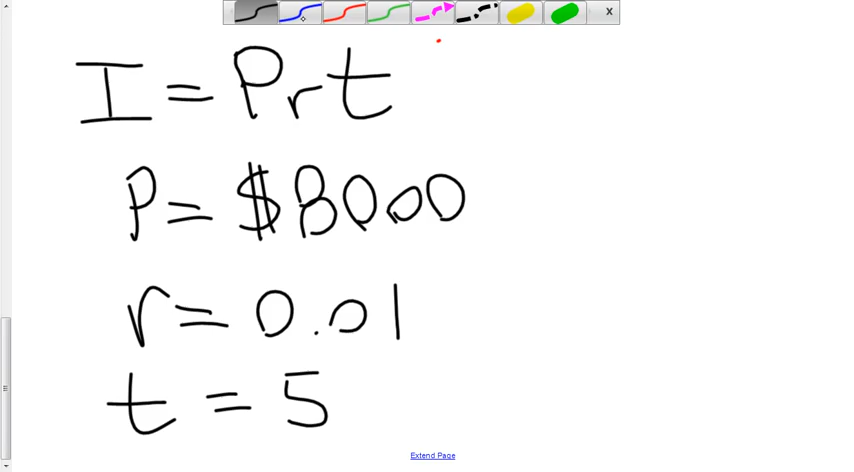 x
I = Prt
P = $8000
r = 0.01
t = 5
Extend Page